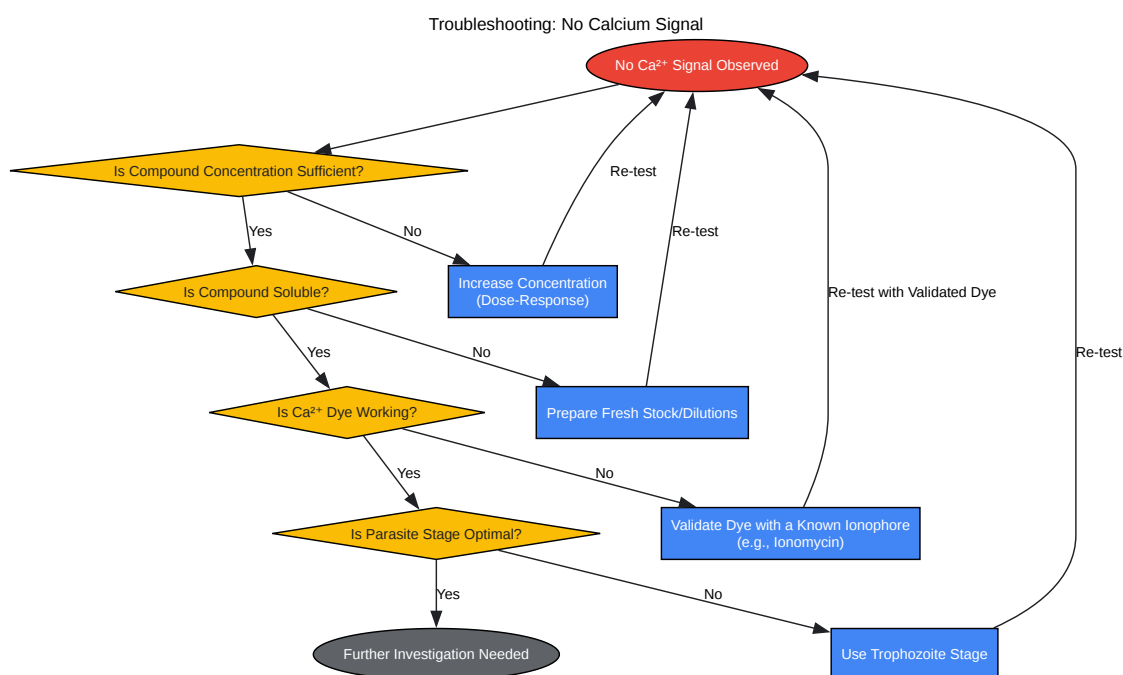 Troubleshooting: No Calcium Signal
No Ca²⁺ Signal Observed
Is Compound Concentration Sufficient?
Re-test
Yes
No
Re-test
Is Compound Soluble?
Increase Concentration
(Dose-Response)
Re-test with Validated Dye
Yes
No
Re-test
Is Ca²⁺ Dye Working?
Prepare Fresh Stock/Dilutions
Yes
No
Is Parasite Stage Optimal?
Validate Dye with a Known Ionophore
(e.g., Ionomycin)
Yes
No
Further Investigation Needed
Use Trophozoite Stage